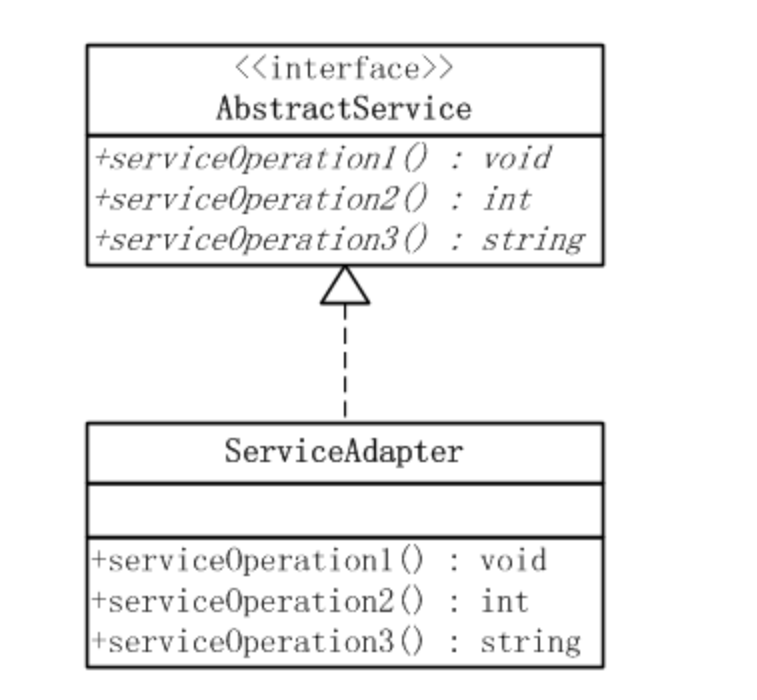 <<interface>>
AbstractService
+serviceOperation1() : void
+serviceOperation2() : int
+serviceOperation3() : string
ServiceAdapter
+serviceOperation1() : void
+serviceOperation2() : int
+serviceOperation3() : string